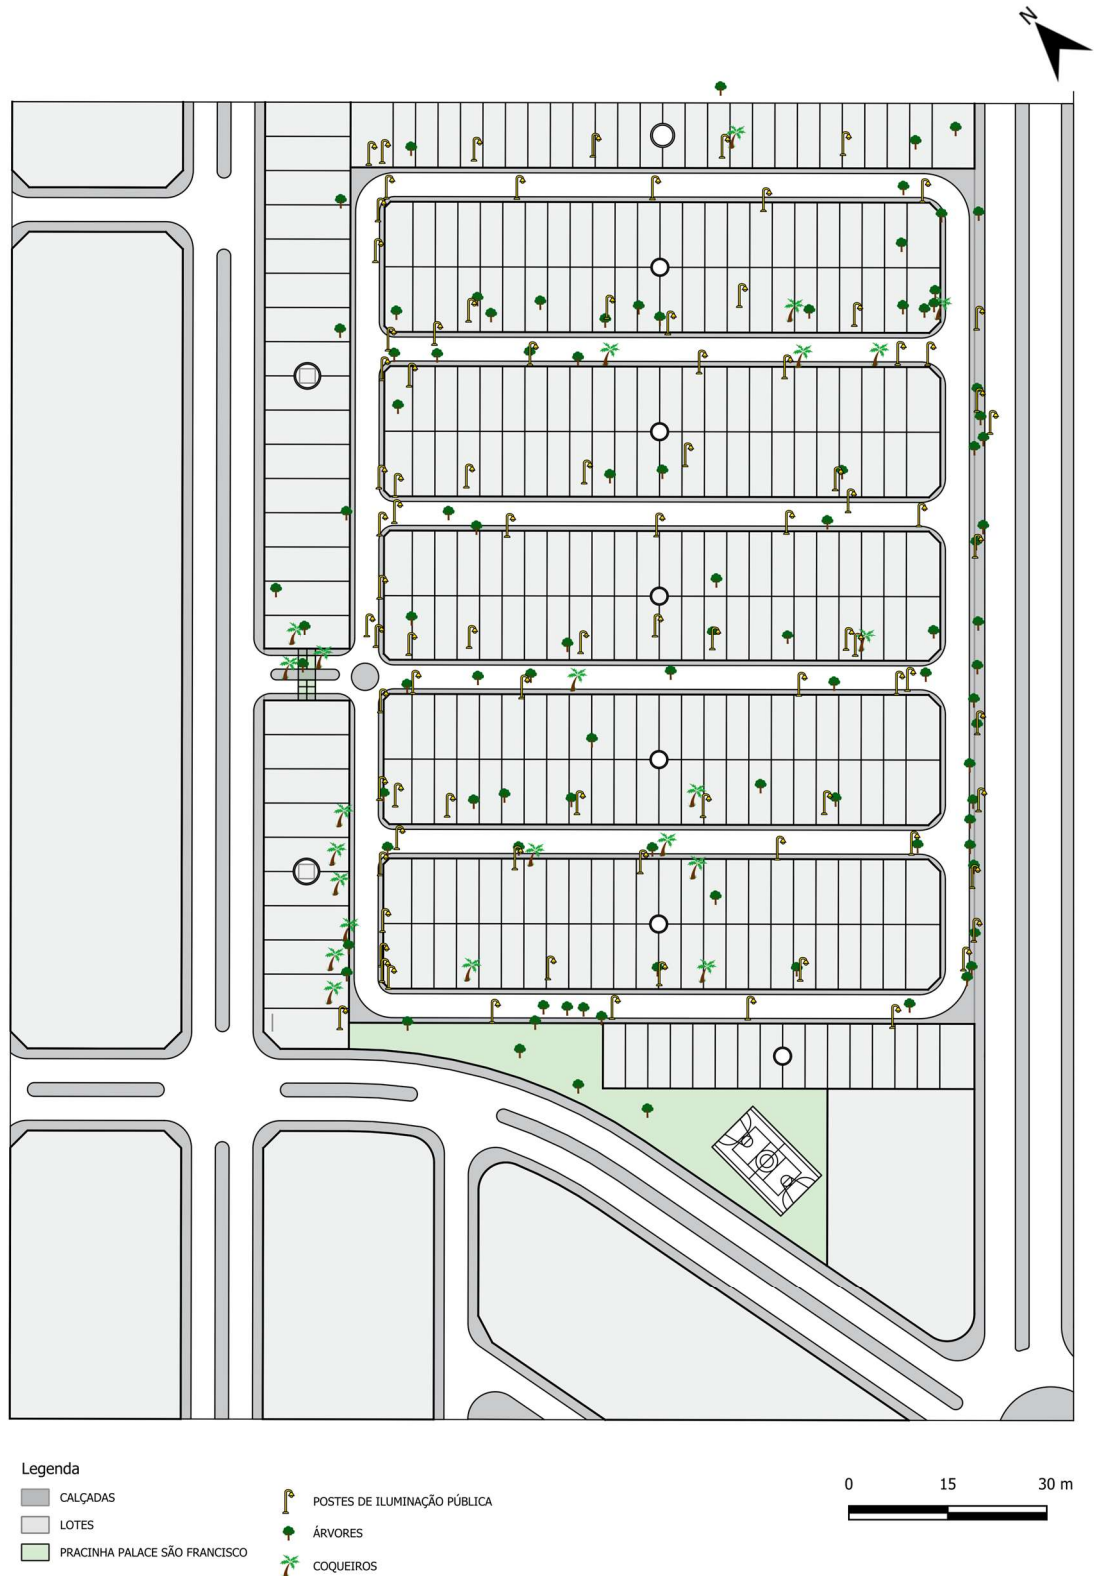 N
Legenda
CALÇADAS
LOTES
PRACINHA PALACE SÃO FRANCISCO
POSTES DE ILUMINAÇÃO PÚBLICA
ÁRVORES
COQUEIROS
0 15 30 m